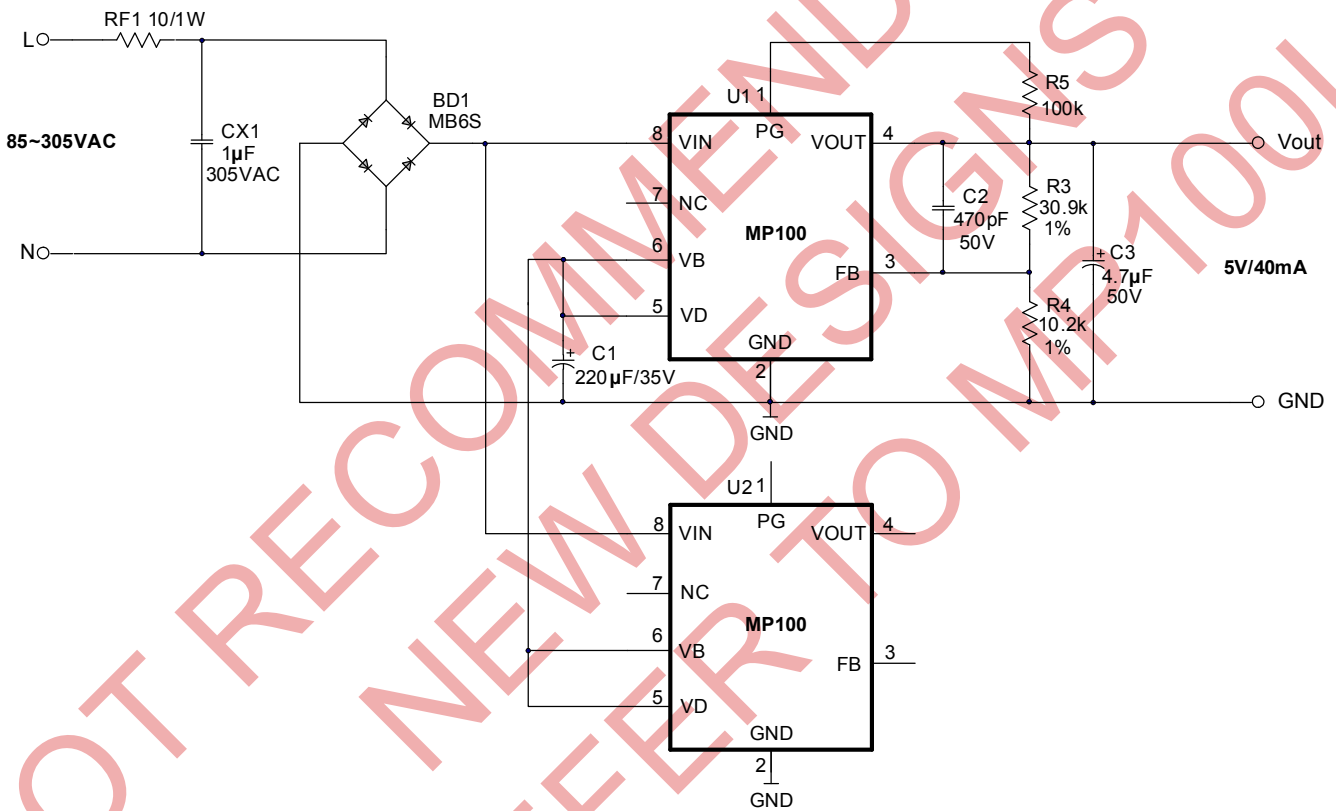 RF1 10/1W
L
85~305VAC
CX1
1µF
305VAC
N
BD1
MB6S
U1 1
PG
8
VIN
7
NC
6
VB
5
VD
MP100
VOUT
4
FB
3
GND
2
GND
C1
+
220µF/35V
C2
470pF
50V
R5
100k
R3
30.9k
1%
R4
10.2k
1%
+
C3
4.7µF
50V
Vout
5V/40mA
GND
U2 1
PG
8
VIN
7
NC
6
VB
5
VD
MP100
VOUT
4
FB
3
GND
2
GND
OT RECOMMEND
NEW DESIGNS
EFER TO MP100L